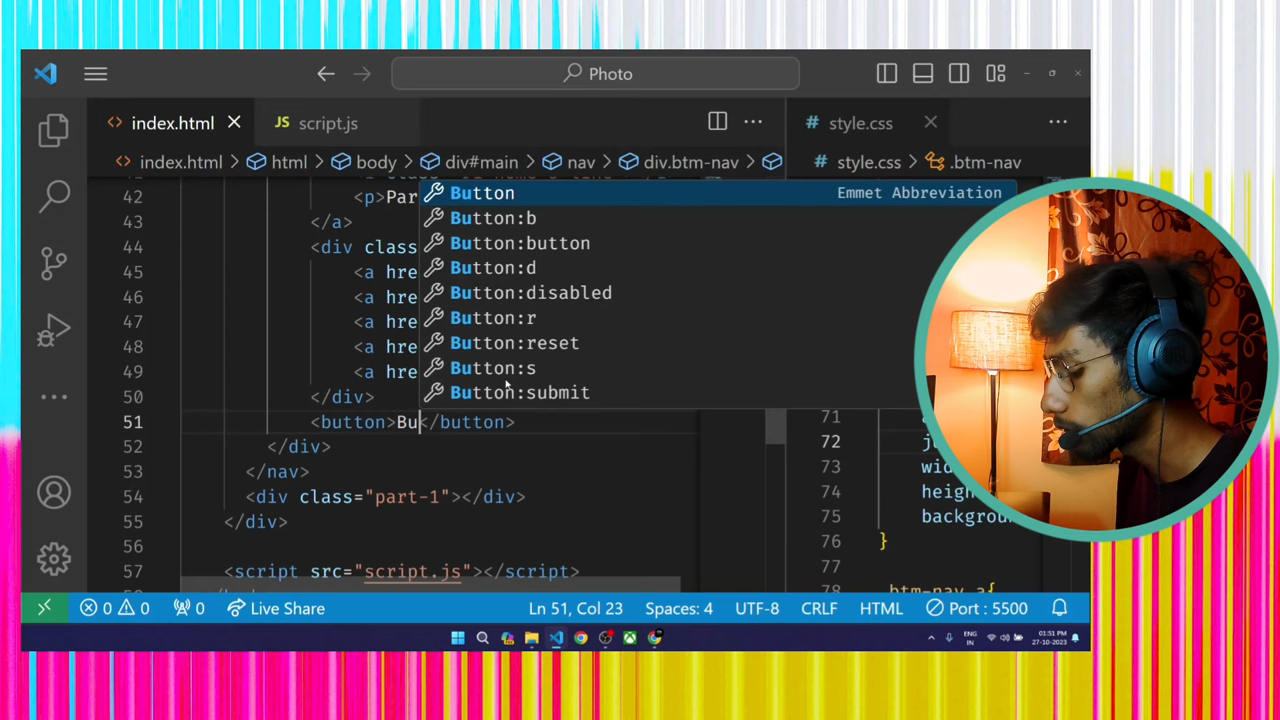 Photo
index.html
JS script.js
# style.css
index.html > html > body > div#main > nav > div.btm-nav >
# style.css > .btm-nav
42 <p>Par
43 </a>
44 <div class
45 <a hre
46 <a hre
47 <a hre
48 <a hre
49 <a hre
50 </div>
51 <button>Bu</button>
52 </div>
53 </nav>
54 <div class="part-1"></div>
55 </div>
56
57 <script src="script.js"></script>
Button Emmet Abbreviation
Button:b
Button:button
Button:d
Button:disabled
Button:r
Button:reset
Button:s
Button:submit
71
72
73 wid
74 heigh
75 backgroun
76 }
78
btm-nav a{
0 0 0 Live Share Ln 51, Col 23 Spaces: 4 UTF-8 CRLF HTML Port : 5500
ENG
IN
01:51 PM
27-10-2023